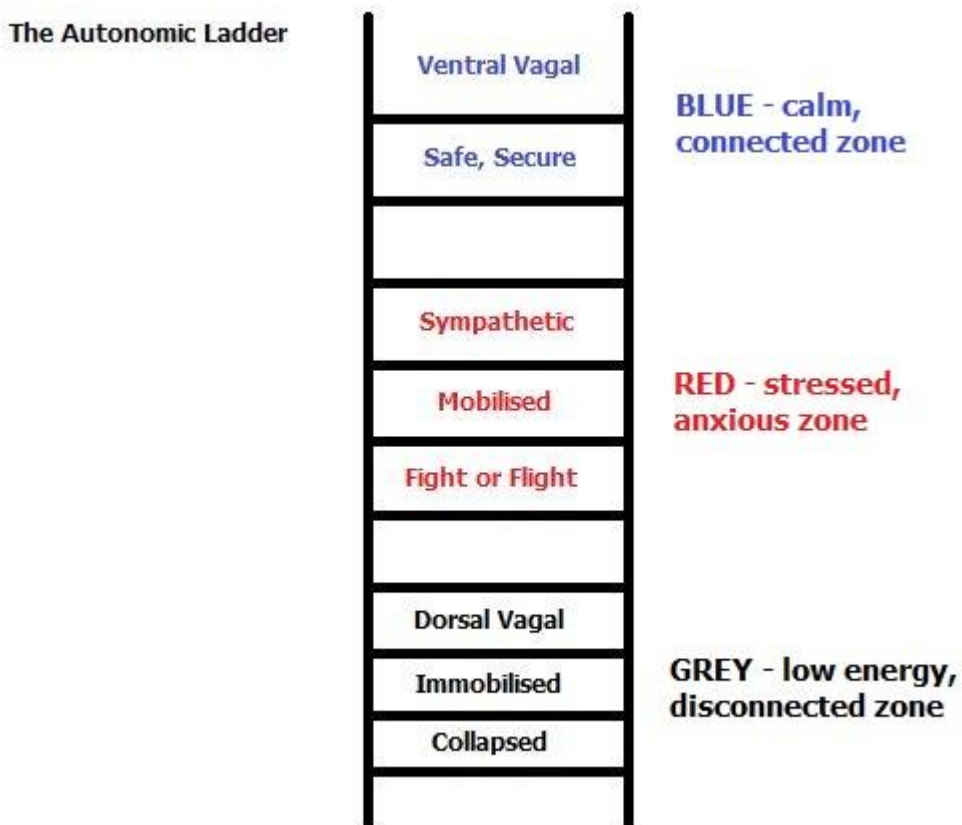 The Autonomic Ladder
Ventral Vagal
Safe, Secure
BLUE - calm,
connected zone
Sympathetic
Mobilised
Fight or Flight
RED - stressed,
anxious zone
Dorsal Vagal
Immobilised
Collapsed
GREY - low energy,
disconnected zone